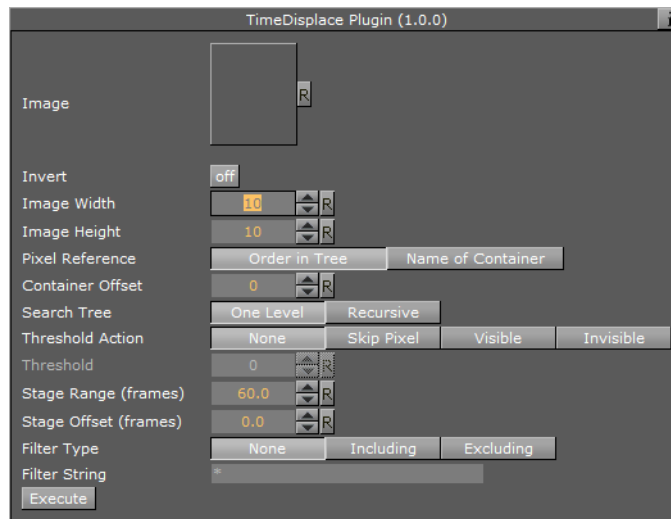 TimeDisplace Plugin (1.0.0)
Image R
Invert off
Image Width 10 R
Image Height 10 R
Pixel Reference Order in Tree Name of Container
Container Offset 0 R
Search Tree One Level Recursive
Threshold Action None Skip Pixel Visible Invisible
Threshold 0 R
Stage Range (frames) 60.0 R
Stage Offset (frames) 0.0 R
Filter Type None Including Excluding
Filter String *
Execute